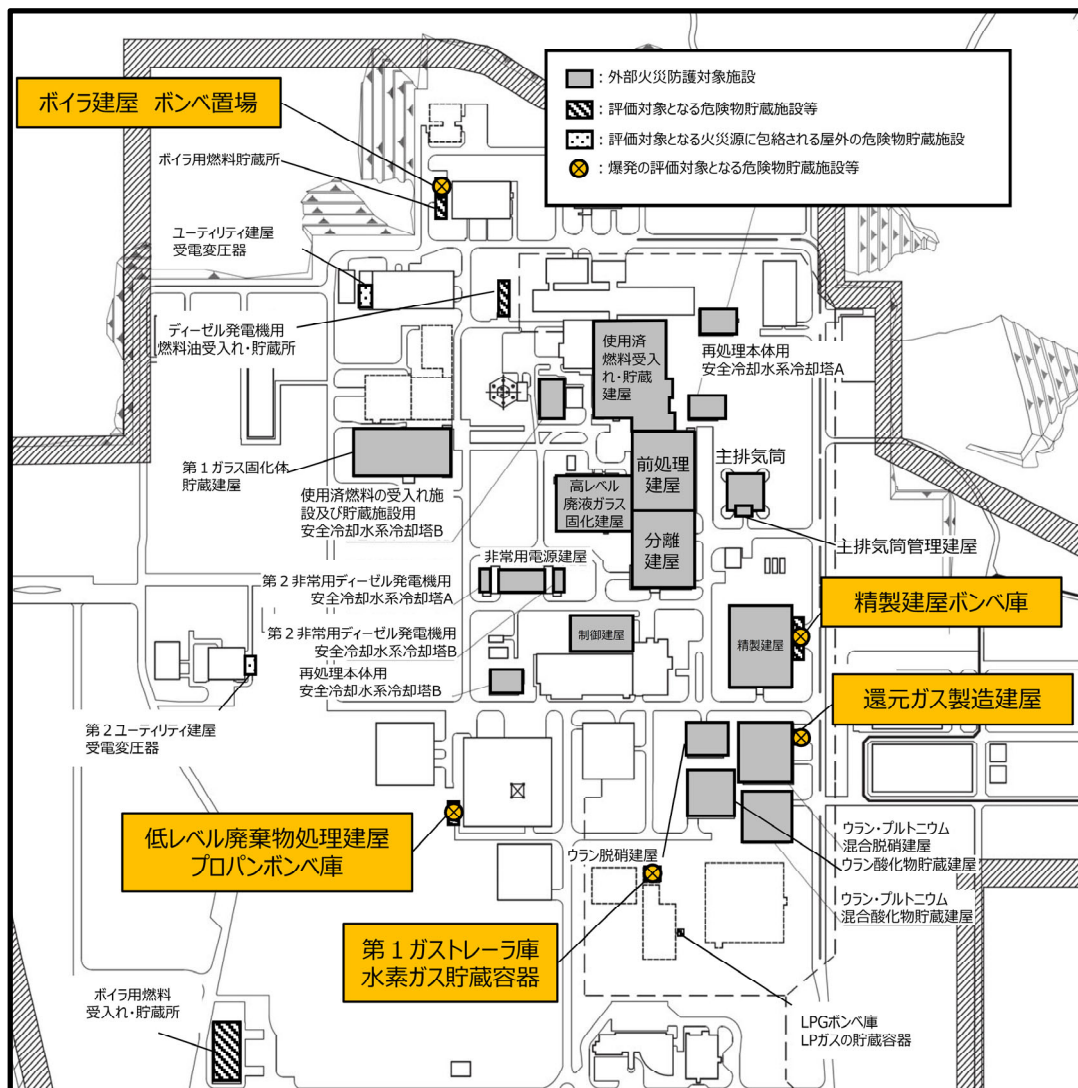 ：外部火災防護対象施設
：評価対象となる危険物貯蔵施設等
：評価対象となる火災源に包絡される屋外の危険物貯蔵施設
：爆発の評価対象となる危険物貯蔵施設等
ボイラ建屋 ボンベ置場
ボイラ用燃料貯蔵所
ユーティリティ建屋
受電変圧器
ディーゼル発電機用
燃料油受入れ・貯蔵所
使用済
燃料受入
れ・貯蔵
建屋
再処理本体用
安全冷却水系冷却塔A
第１ガラス固化体
貯蔵建屋
使用済燃料の受入れ施
設及び貯蔵施設用
安全冷却水系冷却塔B
前処理
建屋
高レベル
廃液ガラス
固化建屋
分離
建屋
主排気筒
主排気筒管理建屋
非常用電源建屋
第２非常用ディーゼル発電機用
安全冷却水系冷却塔A
第２非常用ディーゼル発電機用
安全冷却水系冷却塔B
再処理本体用
安全冷却水系冷却塔B
制御建屋
精製建屋
精製建屋ボンベ庫
還元ガス製造建屋
第２ユーティリティ建屋
受電変圧器
低レベル廃棄物処理建屋
プロパンボンベ庫
ウラン脱硝建屋
ウラン・プルトニウム
混合脱硝建屋
ウラン酸化物貯蔵建屋
ウラン・プルトニウム
混合酸化物貯蔵建屋
第１ガストレーラ庫
水素ガス貯蔵容器
ボイラ用燃料
受入れ・貯蔵所
LPGボンベ庫
LPガスの貯蔵容器